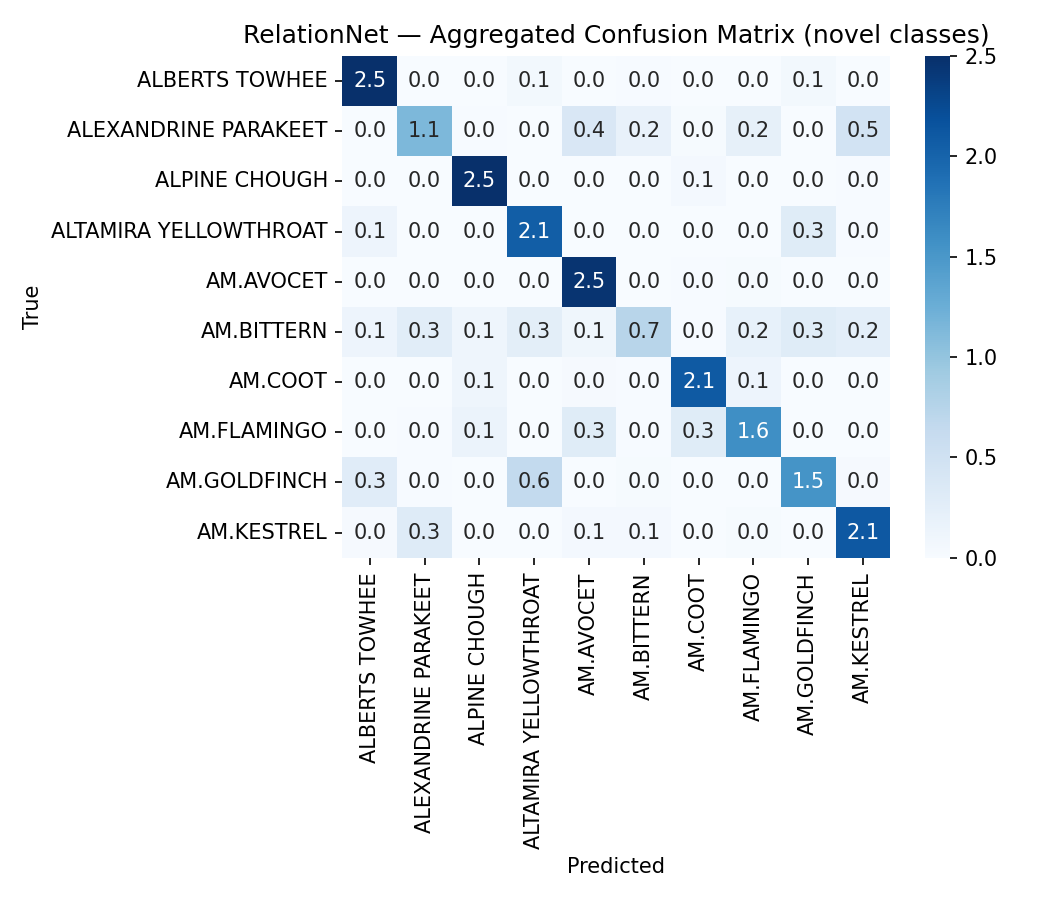 RelationNet — Aggregated Confusion Matrix (novel classes)
ALBERTS TOWHEE 2.5 0.0 0.0 0.1 0.0 0.0 0.0 0.0 0.1 0.0
ALEXANDRINE PARAKEET 0.0 1.1 0.0 0.0 0.4 0.2 0.0 0.2 0.0 0.5
ALPINE CHOUGH 0.0 0.0 2.5 0.0 0.0 0.0 0.1 0.0 0.0 0.0
ALTAMIRA YELLOWTHROAT 0.1 0.0 0.0 2.1 0.0 0.0 0.0 0.0 0.3 0.0
AM.AVOCET 0.0 0.0 0.0 0.0 2.5 0.0 0.0 0.0 0.0 0.0
AM.BITTERN 0.1 0.3 0.1 0.3 0.1 0.7 0.0 0.2 0.3 0.2
AM.COOT 0.0 0.0 0.1 0.0 0.0 0.0 2.1 0.1 0.0 0.0
AM.FLAMINGO 0.0 0.0 0.1 0.0 0.3 0.0 0.3 1.6 0.0 0.0
AM.GOLDFINCH 0.3 0.0 0.0 0.6 0.0 0.0 0.0 0.0 1.5 0.0
AM.KESTREL 0.0 0.3 0.0 0.0 0.1 0.1 0.0 0.0 0.0 2.1
True
ALBERTS TOWHEE
ALEXANDRINE PARAKEET
ALPINE CHOUGH
ALTAMIRA YELLOWTHROAT
AM.AVOCET
AM.BITTERN
AM.COOT
AM.FLAMINGO
AM.GOLDFINCH
AM.KESTREL
Predicted
2.5
2.0
1.5
1.0
0.5
0.0